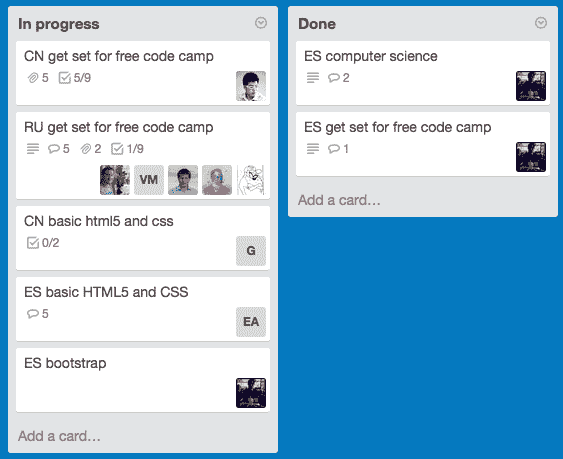 In progress
CN get set for free code camp
5 5/9
RU get set for free code camp
5 2 1/9
VM
CN basic html5 and css
0/2
G
ES basic HTML5 and CSS
5
EA
ES bootstrap
Add a card…
Done
ES computer science
2
ES get set for free code camp
1
Add a card…